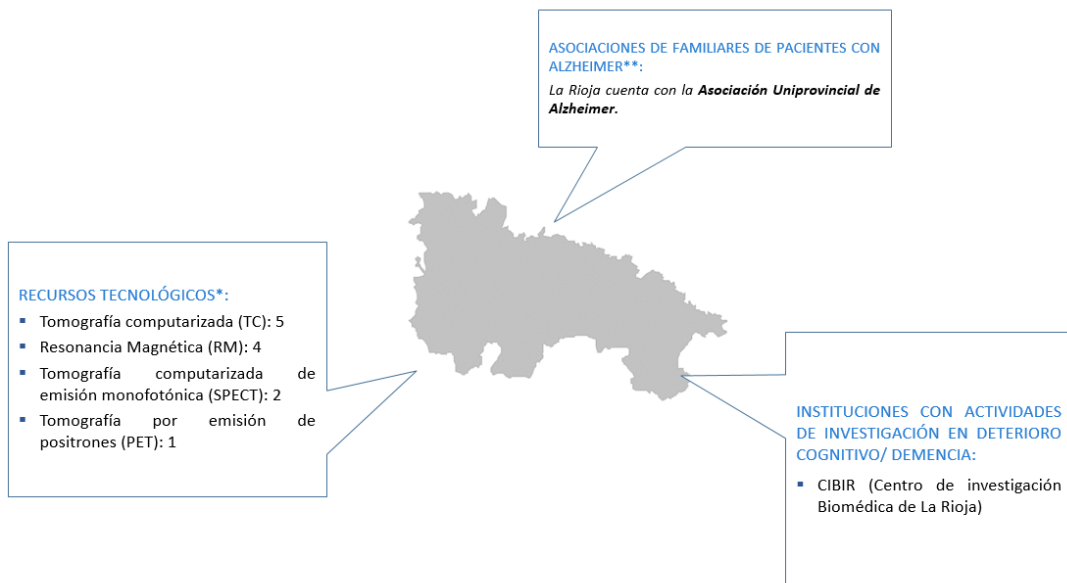 ASOCIACIONES DE FAMILIARES DE PACIENTES CON
ALZHEIMER**:
La Rioja cuenta con la Asociación Uniprovincial de
Alzheimer.
RECURSOS TECNOLÓGICOS*:
▪ Tomografía computarizada (TC): 5
▪ Resonancia Magnética (RM): 4
▪ Tomografía computarizada de
emisión monofotónica (SPECT): 2
▪ Tomografía por emisión de
positrones (PET): 1
INSTITUCIONES CON ACTIVIDADES
DE INVESTIGACIÓN EN DETERIORO
COGNITIVO/ DEMENCIA:
▪ CIBIR (Centro de investigación
Biomédica de La Rioja)